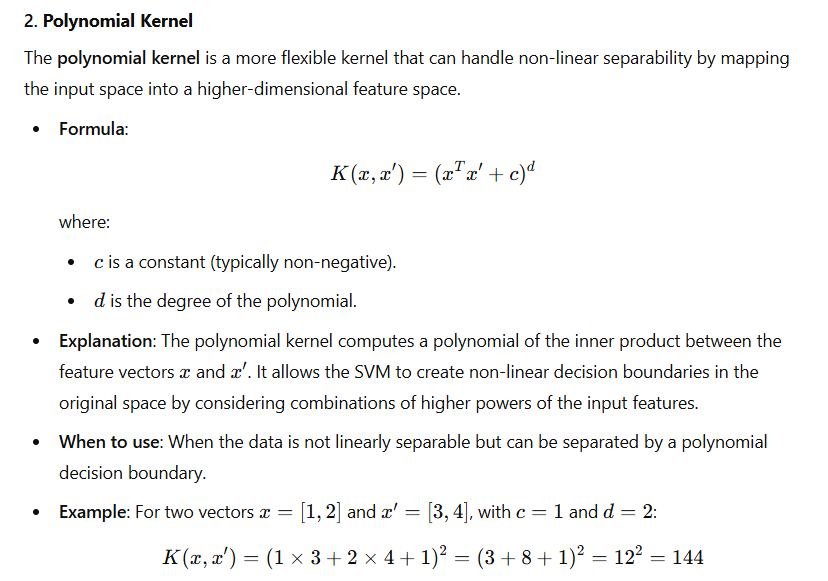 2. Polynomial Kernel
The polynomial kernel is a more flexible kernel that can handle non-linear separability by mapping
the input space into a higher-dimensional feature space.
• Formula:
K(x, x′) = (xᵀx′ + c)ᵈ
where:
• c is a constant (typically non-negative).
• d is the degree of the polynomial.
• Explanation: The polynomial kernel computes a polynomial of the inner product between the
feature vectors x and x′. It allows the SVM to create non-linear decision boundaries in the
original space by considering combinations of higher powers of the input features.
• When to use: When the data is not linearly separable but can be separated by a polynomial
decision boundary.
• Example: For two vectors x = [1, 2] and x′ = [3, 4], with c = 1 and d = 2:
K(x, x′) = (1 × 3 + 2 × 4 + 1)² = (3 + 8 + 1)² = 12² = 144